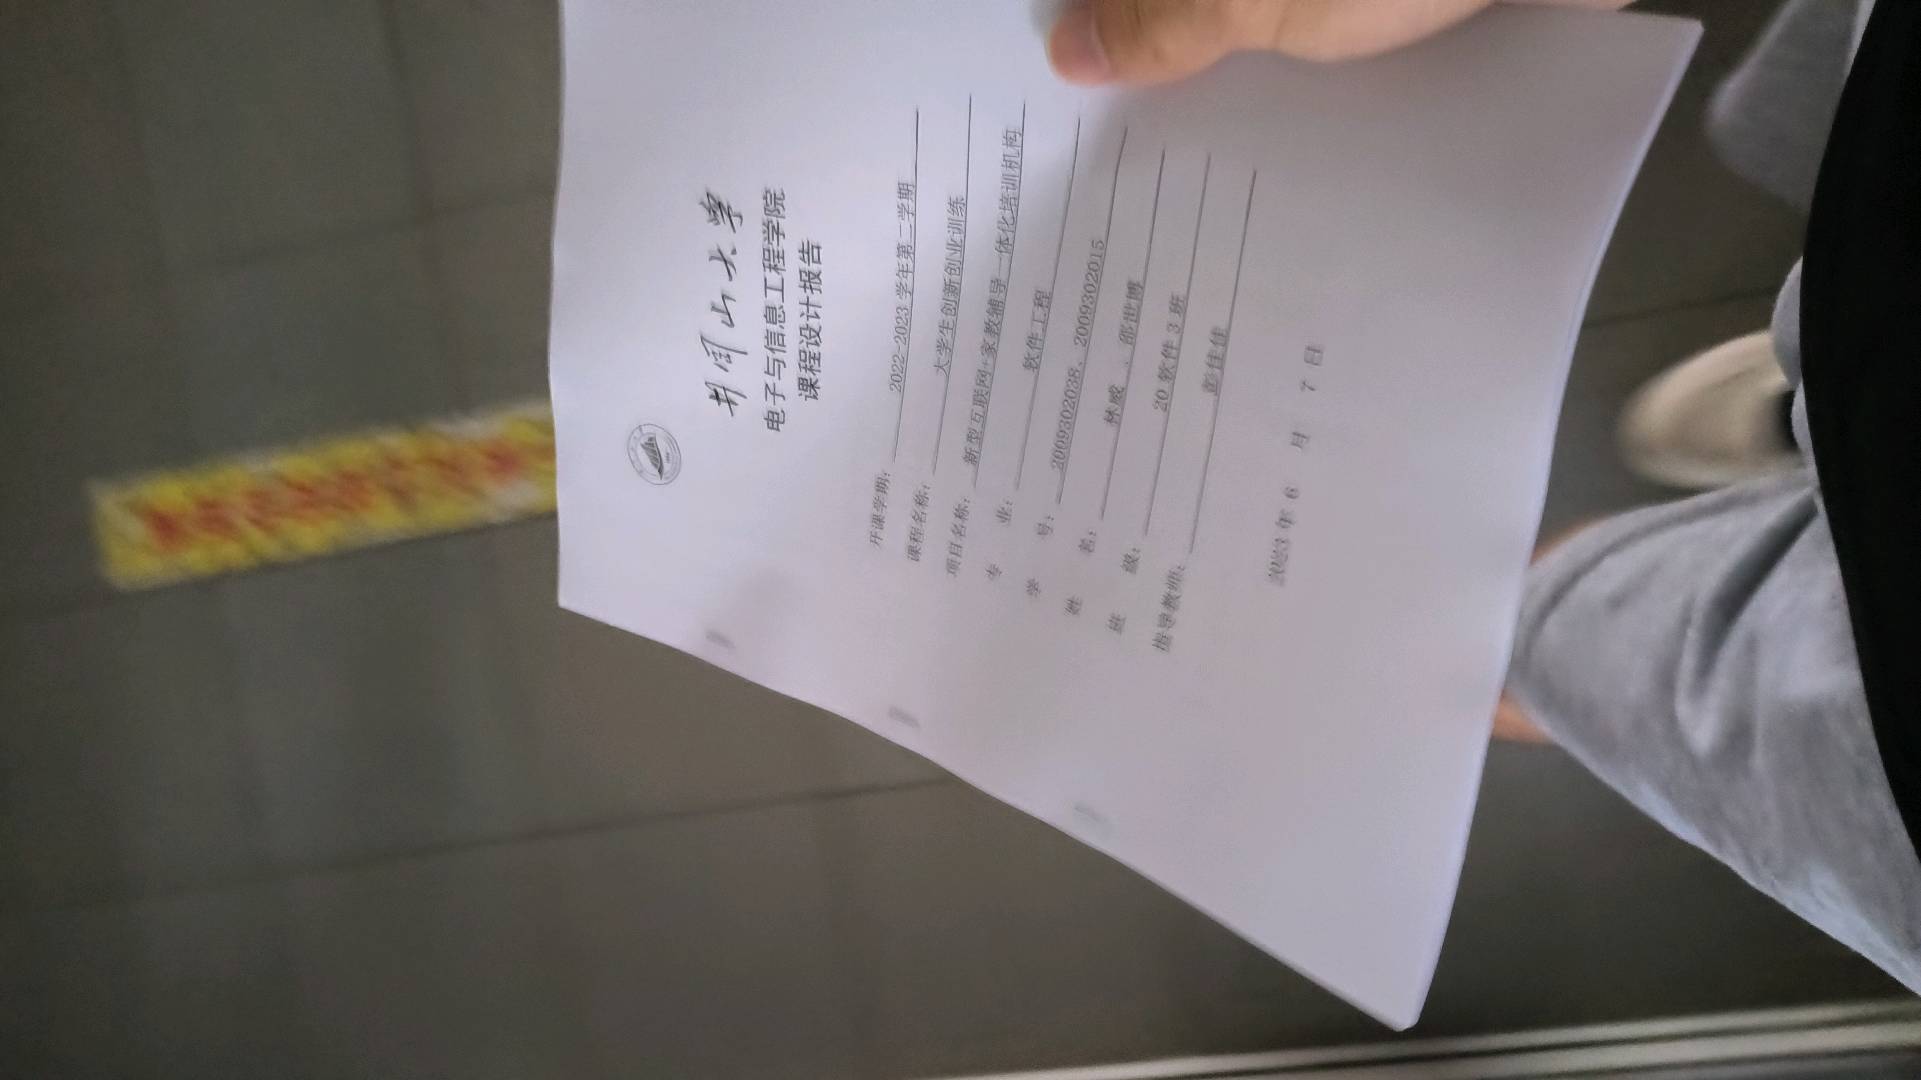 井冈山大学
电子与信息工程学院
课程设计报告
开课学期: 2022-2023 学年第二学期
课程名称: 大学生创新创业训练
项目名称: 新型互联网+家教辅导一体化培训机构
专 业: 软件工程
学 号: 2009302038、2009302015
姓 名: 林威 、邵世博
班 级: 20 软件 3 班
指导教师: 彭佳佳
2023 年 6 月 7 日